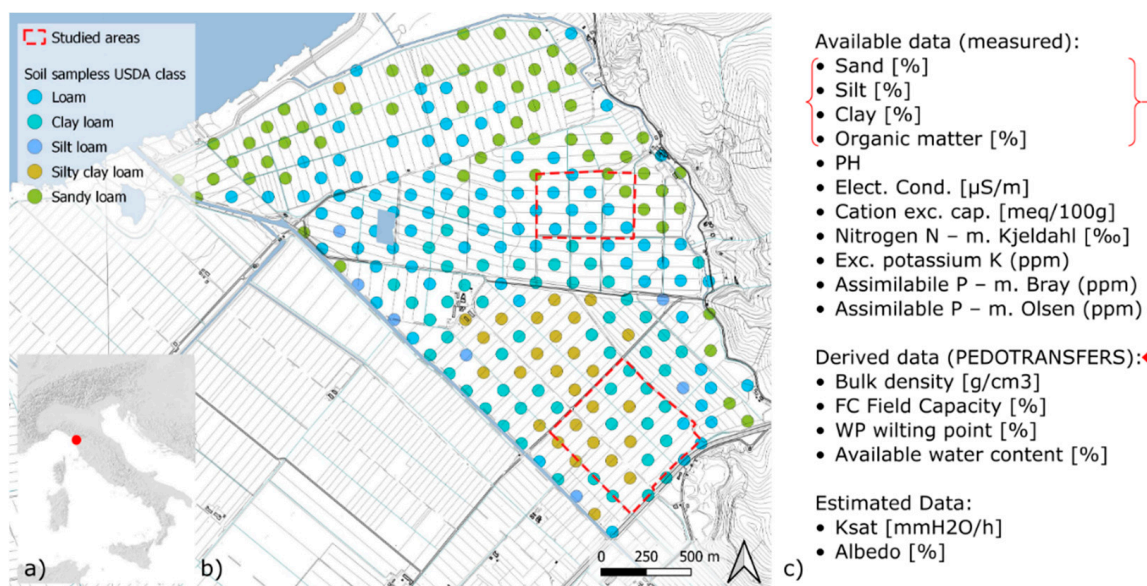 Studied areas
Soil sampless USDA class
Loam
Clay loam
Silt loam
Silty clay loam
Sandy loam
a)
b)
0 250 500 m
c)
Available data (measured):
• Sand [%]
• Silt [%]
• Clay [%]
• Organic matter [%]
• PH
• Elect. Cond. [µS/m]
• Cation exc. cap. [meq/100g]
• Nitrogen N – m. Kjeldahl [‰]
• Exc. potassium K (ppm)
• Assimilabile P – m. Bray (ppm)
• Assimilabile P – m. Olsen (ppm)
Derived data (PEDOTRANSFERS):
• Bulk density [g/cm3]
• FC Field Capacity [%]
• WP wilting point [%]
• Available water content [%]
Estimated Data:
• Ksat [mmH2O/h]
• Albedo [%]